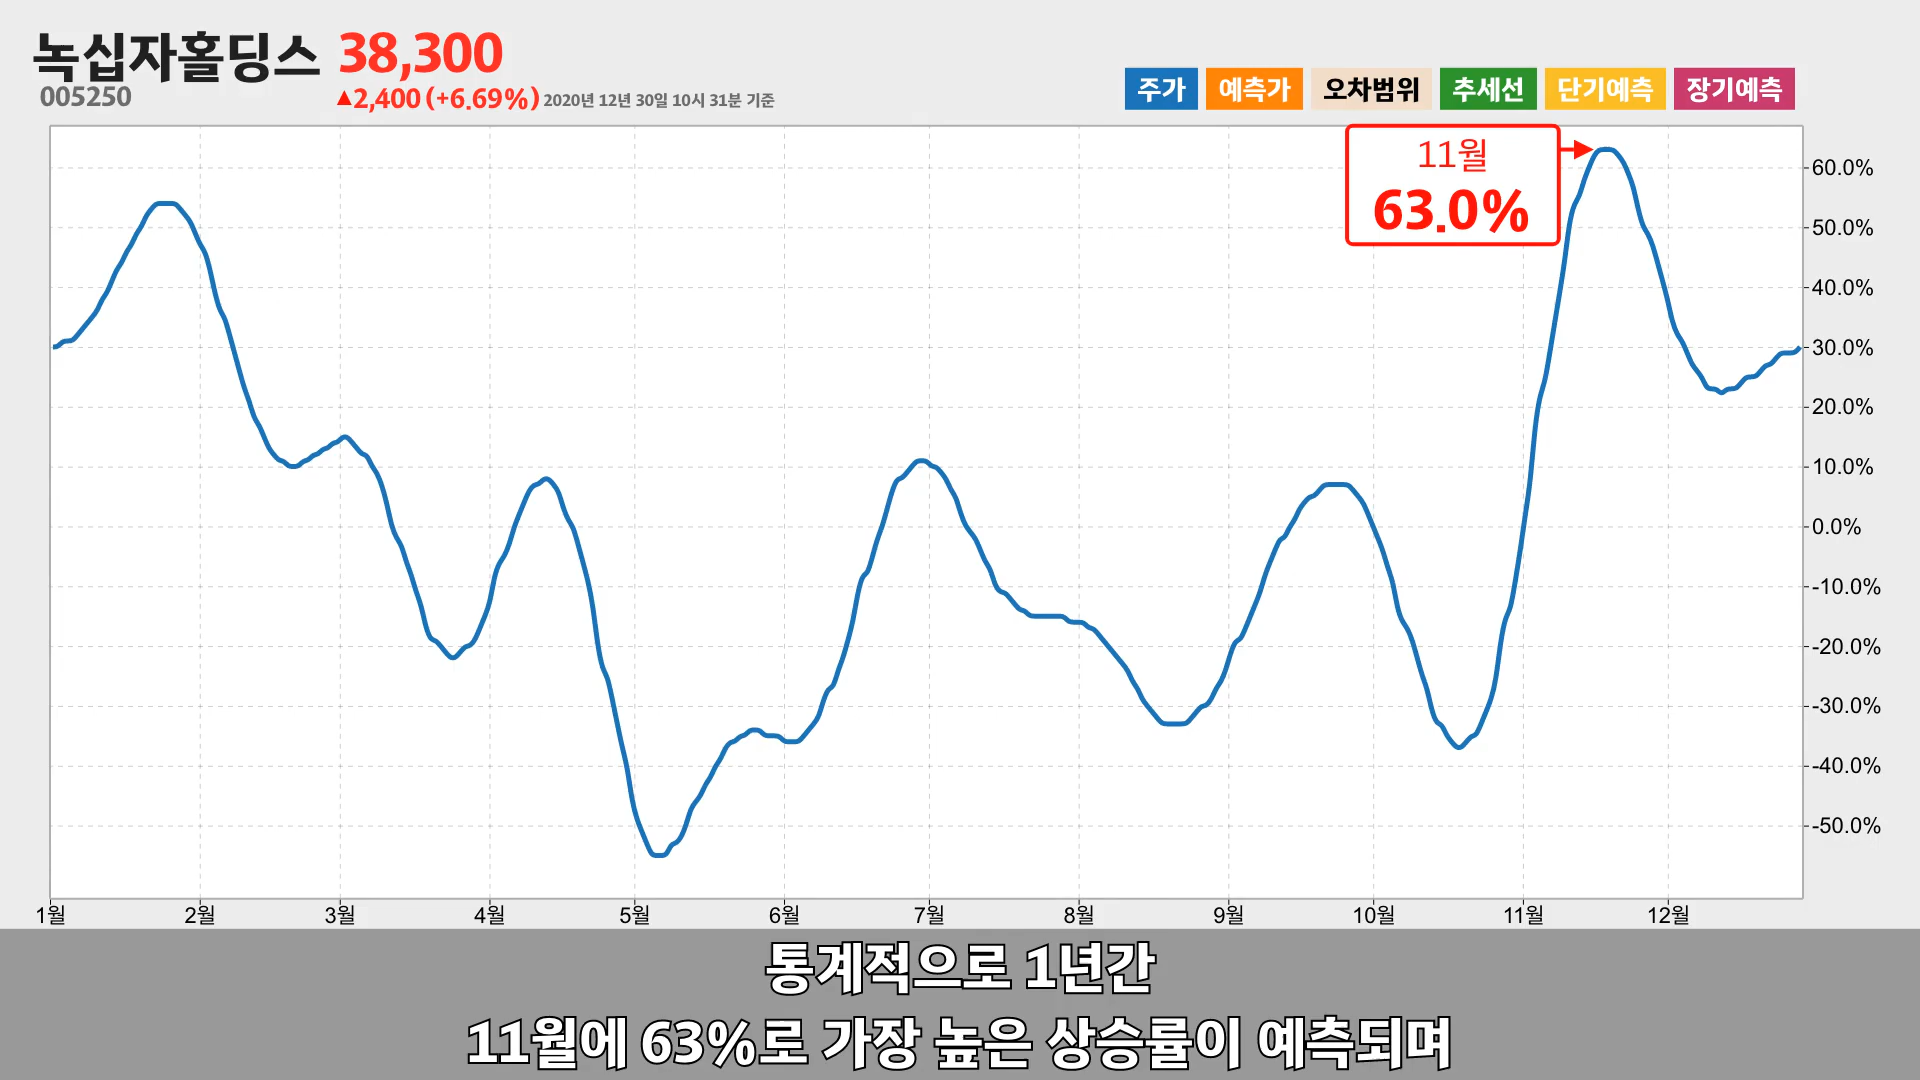 녹십자홀딩스 38,300
005250 ▲2,400 (+6.69%) 2020년 12년 30일 10시 31분 기준
주가 예측가 오차범위 추세선 단기예측 장기예측
11월
63.0%
60.0%
50.0%
40.0%
30.0%
20.0%
10.0%
0.0%
-10.0%
-20.0%
-30.0%
-40.0%
-50.0%
1월 2월 3월 4월 5월 6월 7월 8월 9월 10월 11월 12월
통계적으로 1년간
11월에 63%로 가장 높은 상승률이 예측되며